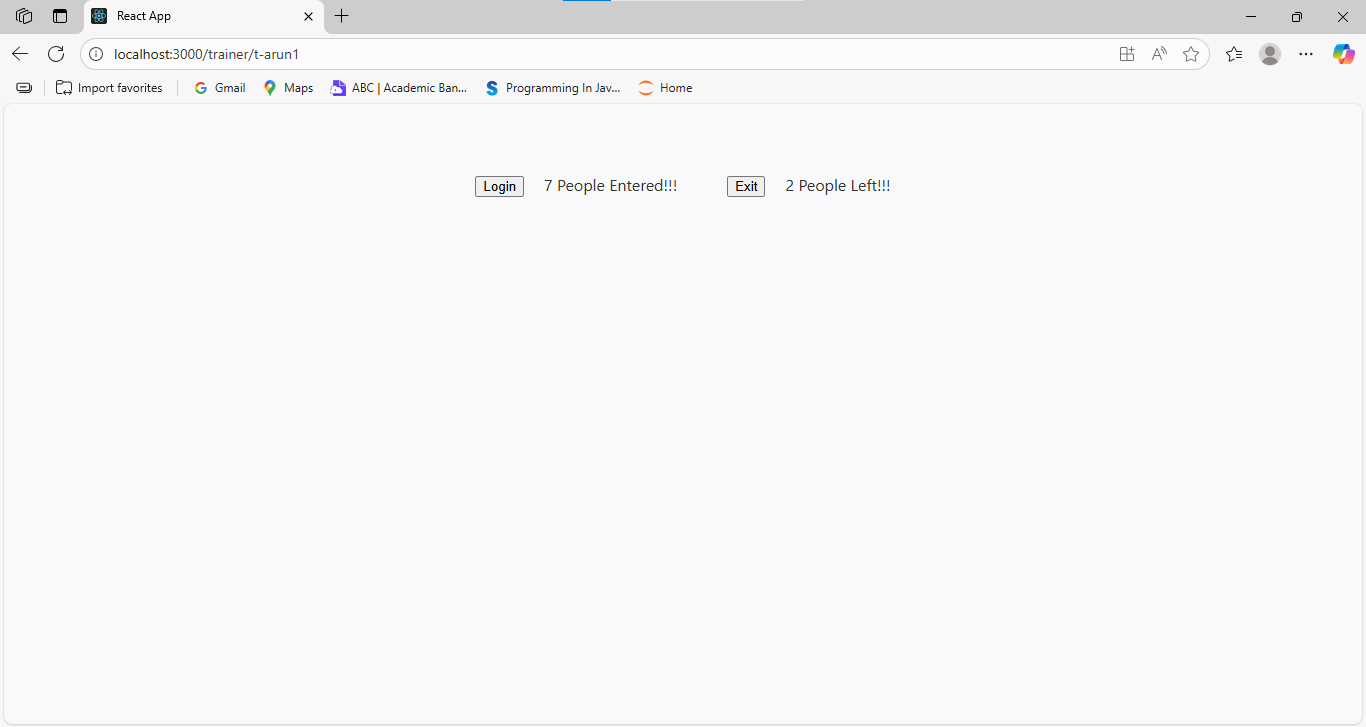 React App
localhost:3000/trainer/t-arun1
Import favorites
Gmail
Maps
ABC | Academic Ban...
Programming In Jav...
Home
Login 7 People Entered!!! Exit 2 People Left!!!